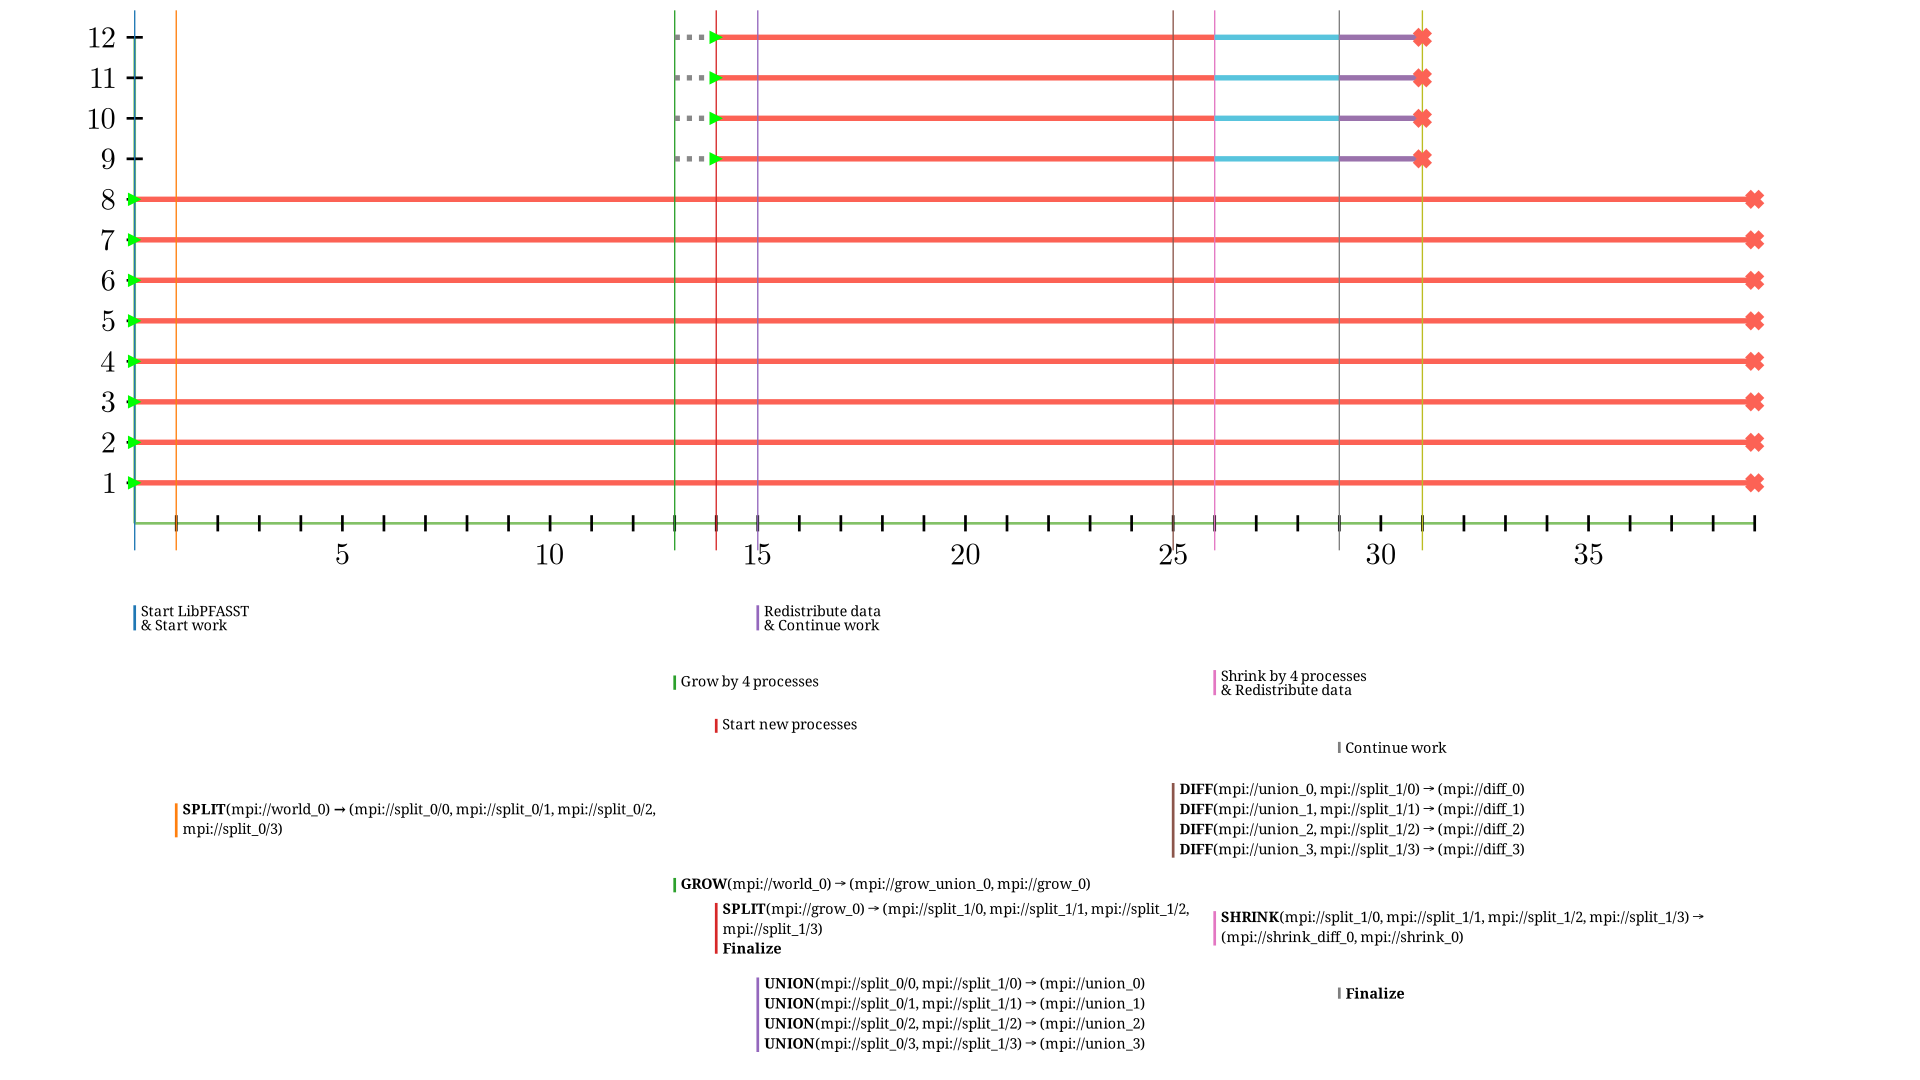 12
11
10
9
8
7
6
5
4
3
2
1
5 10 15 20 25 30 35
Start LibPFASST
& Start work
Redistribute data
& Continue work
Grow by 4 processes
Shrink by 4 processes
& Redistribute data
Start new processes
Continue work
SPLIT(mpi://world_0) → (mpi://split_0/0, mpi://split_0/1, mpi://split_0/2,
mpi://split_0/3)
DIFF(mpi://union_0, mpi://split_1/0) → (mpi://diff_0)
DIFF(mpi://union_1, mpi://split_1/1) → (mpi://diff_1)
DIFF(mpi://union_2, mpi://split_1/2) → (mpi://diff_2)
DIFF(mpi://union_3, mpi://split_1/3) → (mpi://diff_3)
GROW(mpi://world_0) → (mpi://grow_union_0, mpi://grow_0)
SPLIT(mpi://grow_0) → (mpi://split_1/0, mpi://split_1/1, mpi://split_1/2,
mpi://split_1/3)
Finalize
SHRINK(mpi://split_1/0, mpi://split_1/1, mpi://split_1/2, mpi://split_1/3) →
(mpi://shrink_diff_0, mpi://shrink_0)
UNION(mpi://split_0/0, mpi://split_1/0) → (mpi://union_0)
UNION(mpi://split_0/1, mpi://split_1/1) → (mpi://union_1)
UNION(mpi://split_0/2, mpi://split_1/2) → (mpi://union_2)
UNION(mpi://split_0/3, mpi://split_1/3) → (mpi://union_3)
Finalize